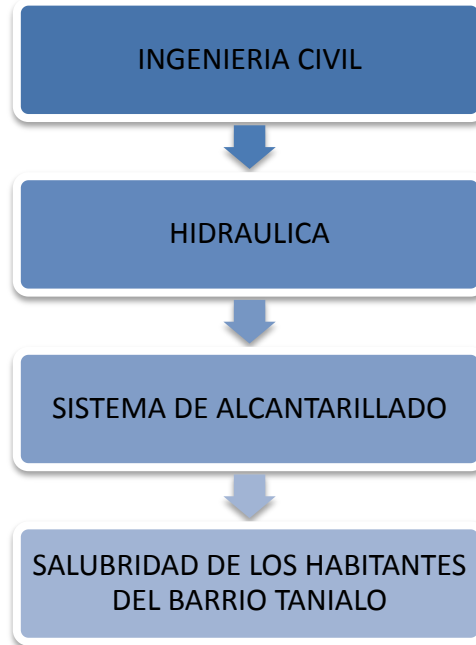 INGENIERIA CIVIL
HIDRAULICA
SISTEMA DE ALCANTARILLADO
SALUBRIDAD DE LOS HABITANTES
DEL BARRIO TANIALO